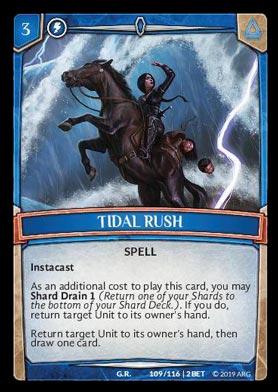 3
TIDAL RUSH
SPELL
Instacast
As an additional cost to play this card, you may
Shard Drain 1 (Return one of your Shards to
the bottom of your Shard Deck.). If you do,
return target Unit to its owner's hand.
Return target Unit to its owner's hand, then
draw one card.
G.R. 109/116 | 2BET © 2019 ARG